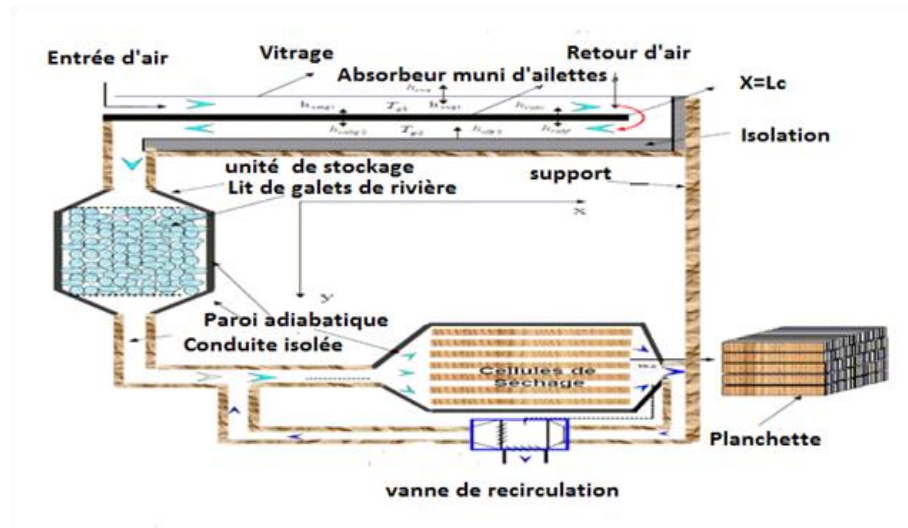 Entrée d'air
Vitrage
Retour d'air
Absorbeur muni d'ailettes
X=Lc
Isolation
unité de stockage
Lit de galets de rivière
support
x
y
Paroi adiabatique
Conduite isolée
Cellules de
Séchage
Planchette
vanne de recirculation